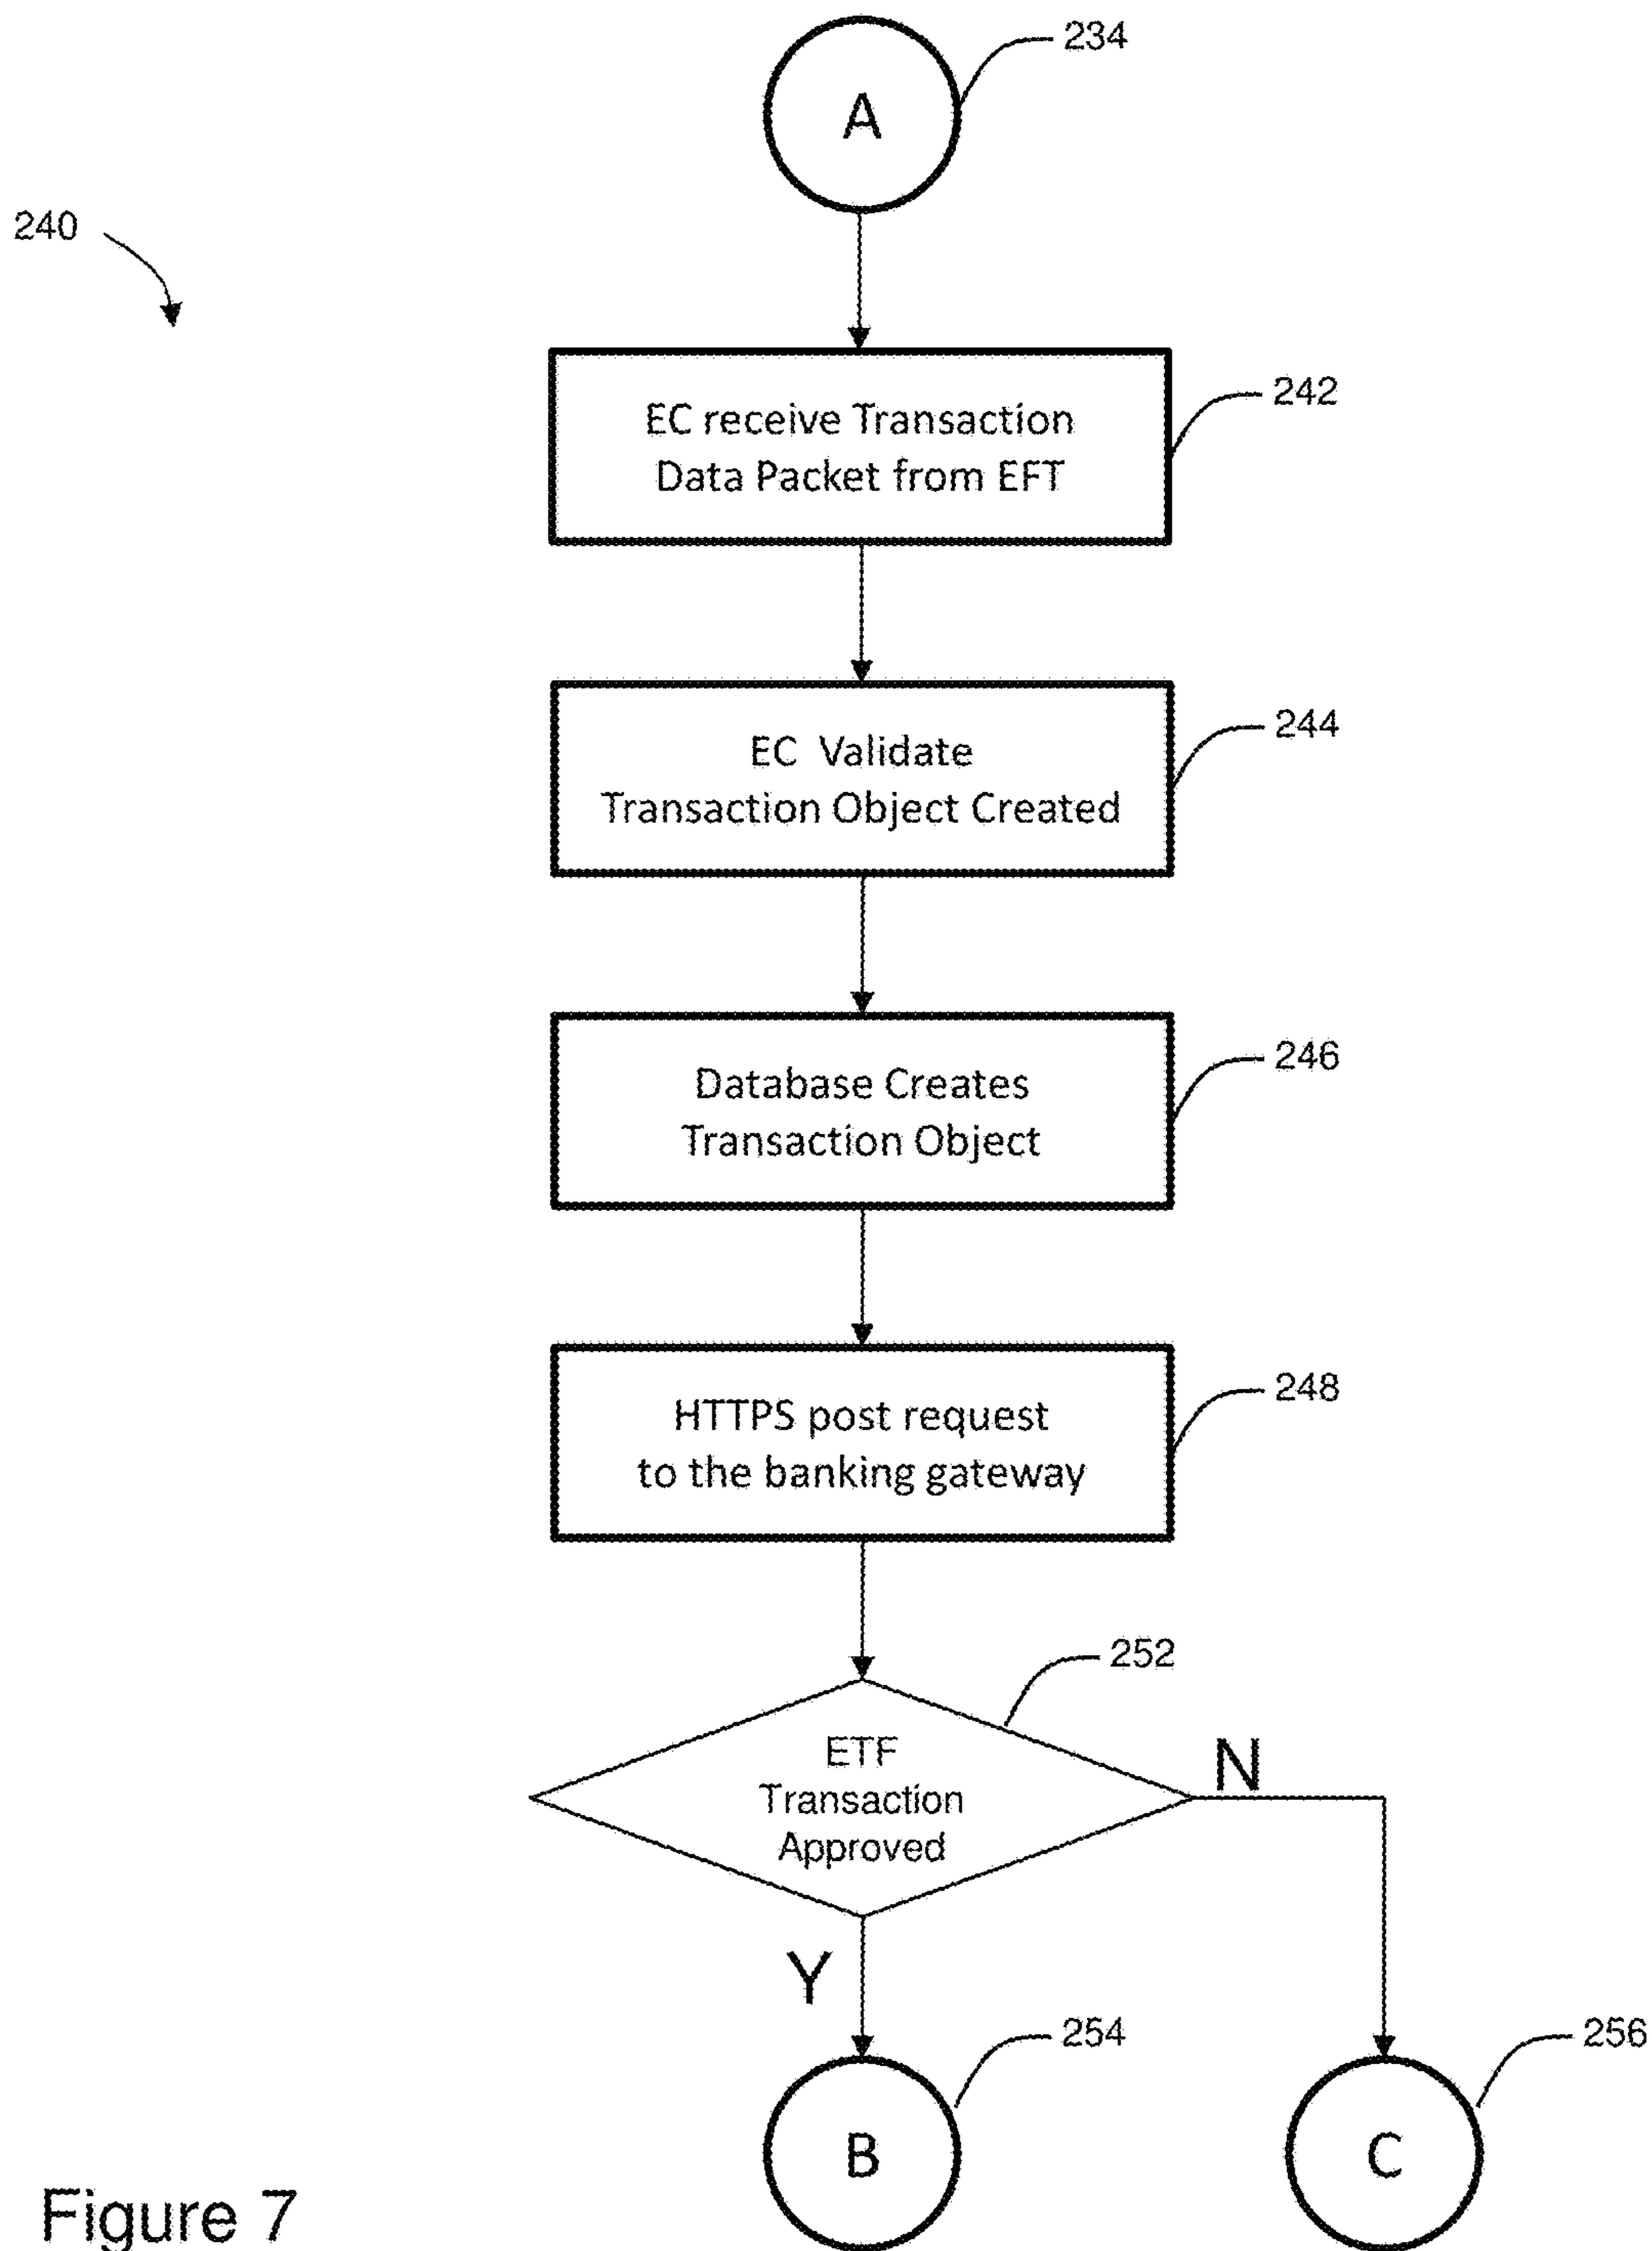 A
234
240
EC receive Transaction
Data Packet from EFT
242
EC Validate
Transaction Object Created
244
Database Creates
Transaction Object
246
HTTPS post request
to the banking gateway
248
252
ETF
Transaction
Approved
N
Y
254
256
B
C
Figure 7